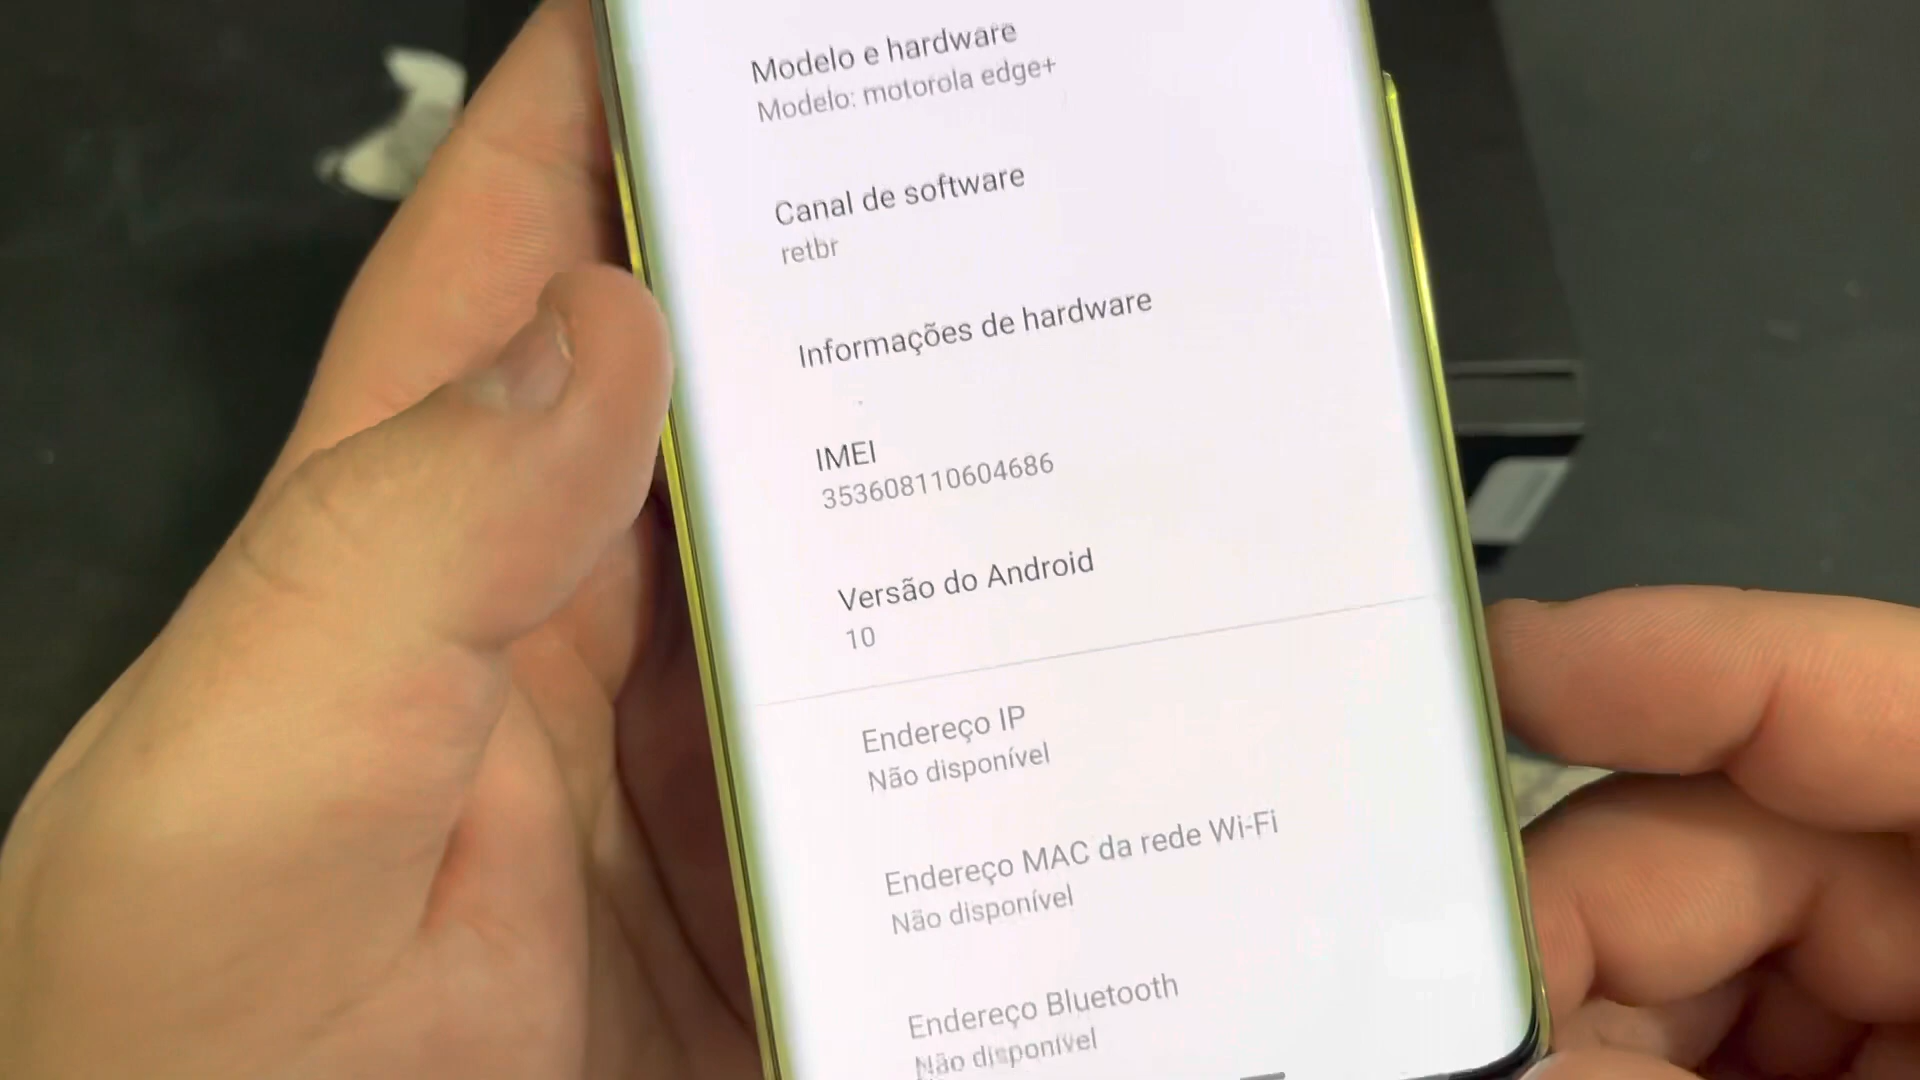 Modelo e hardware
Modelo: motorola edge+
Canal de software
retbr
Informações de hardware
IMEI
353608110604686
Versão do Android
10
Endereço IP
Não disponível
Endereço MAC da rede Wi-Fi
Não disponível
Endereço Bluetooth
Não disponível